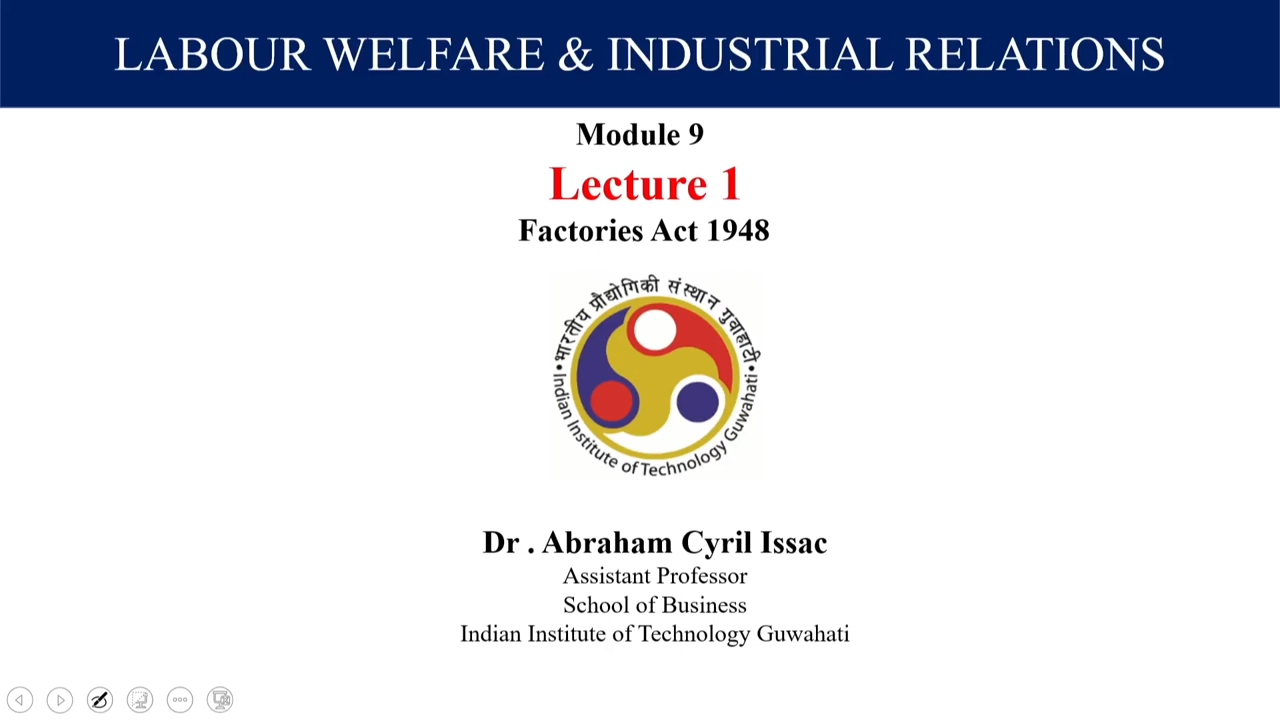 LABOUR WELFARE & INDUSTRIAL RELATIONS
Module 9
Lecture 1
Factories Act 1948
भारतीय प्रौद्योगिकी संस्थान गुवाहाटी
Indian Institute of Technology Guwahati
Dr . Abraham Cyril Issac
Assistant Professor
School of Business
Indian Institute of Technology Guwahati